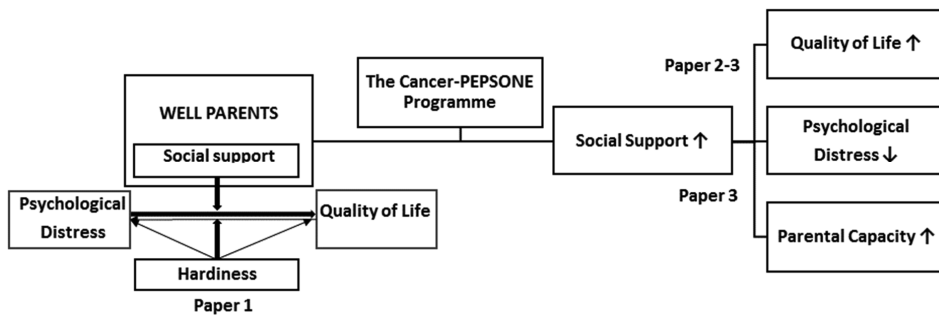 WELL PARENTS
Social support
Psychological
Distress
Quality of Life
Hardiness
Paper 1
The Cancer-PEPSONE
Programme
Social Support ↑
Paper 2-3
Paper 3
Quality of Life ↑
Psychological
Distress ↓
Parental Capacity ↑